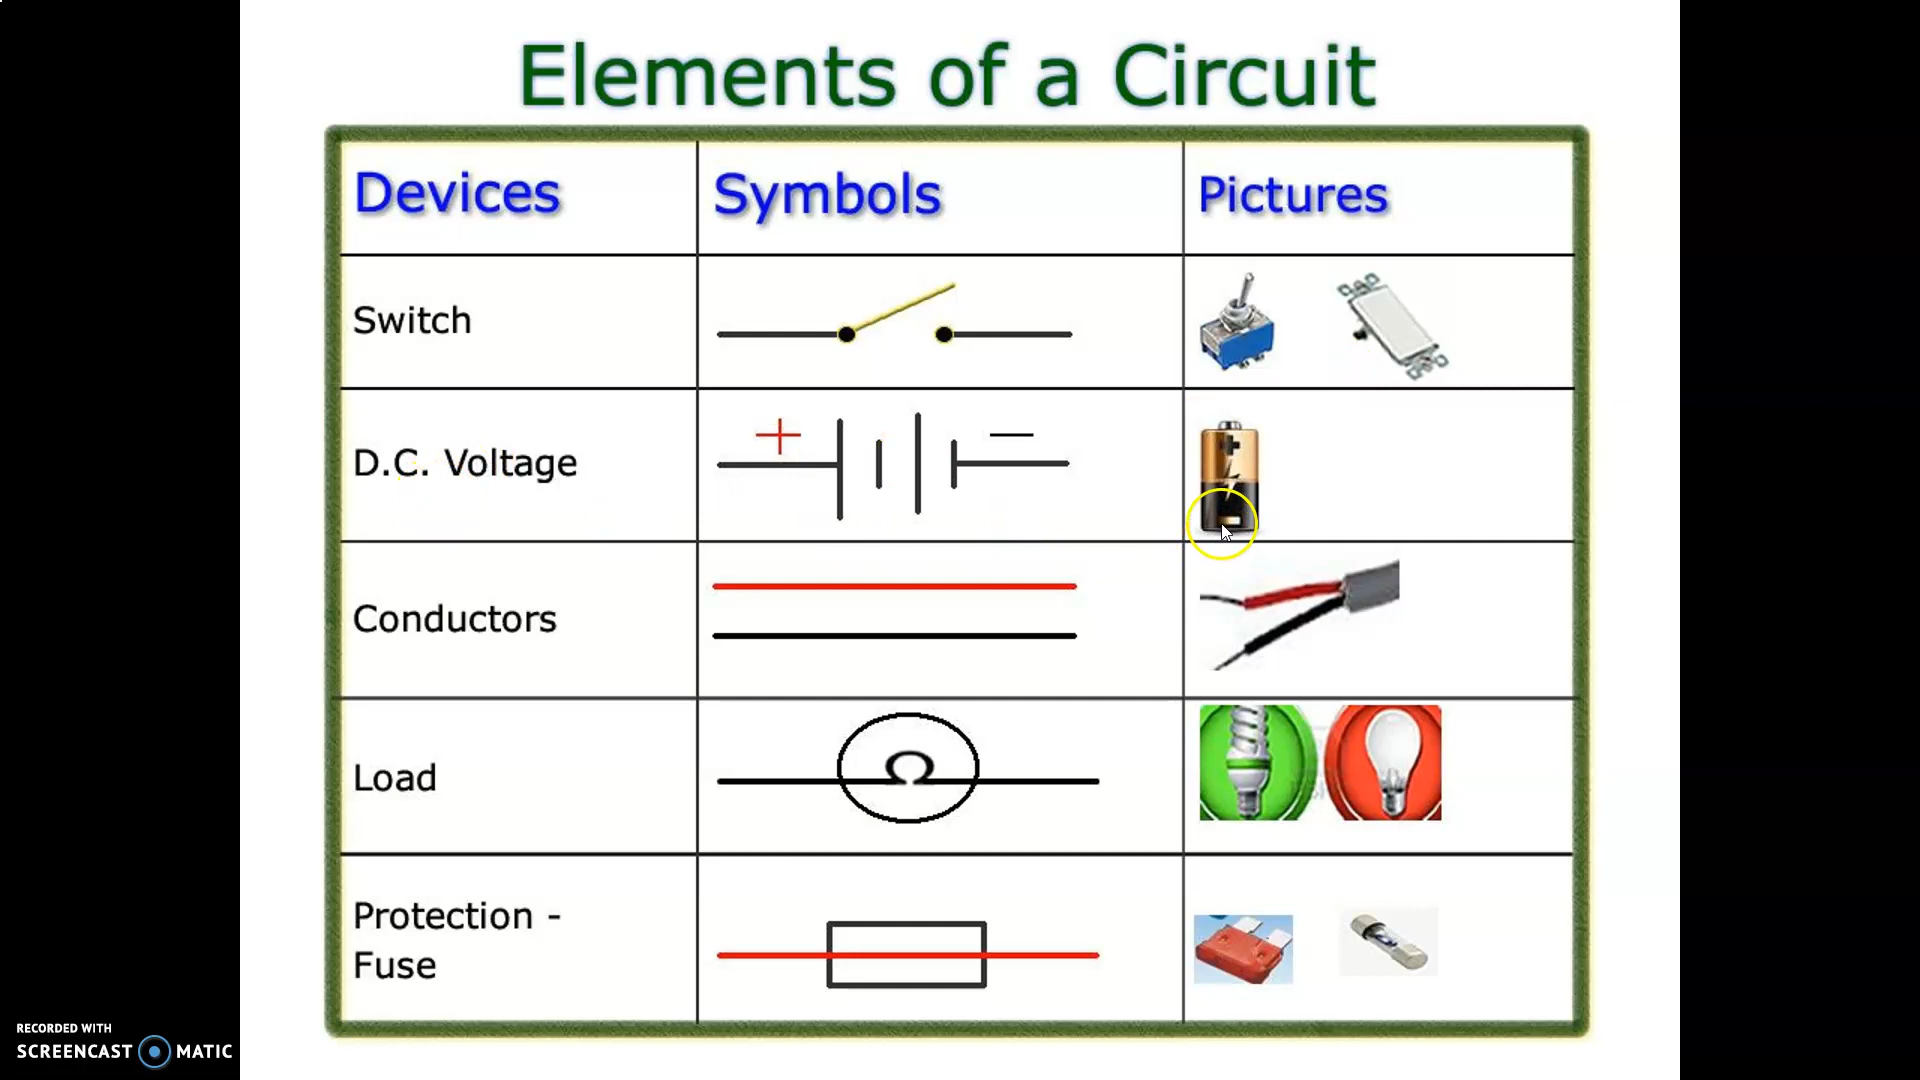 Elements of a Circuit
Devices
Symbols
Pictures
Switch
D.C. Voltage
+
−
Conductors
Load
Ω
Protection -
Fuse
RECORDED WITH
SCREENCAST MATIC